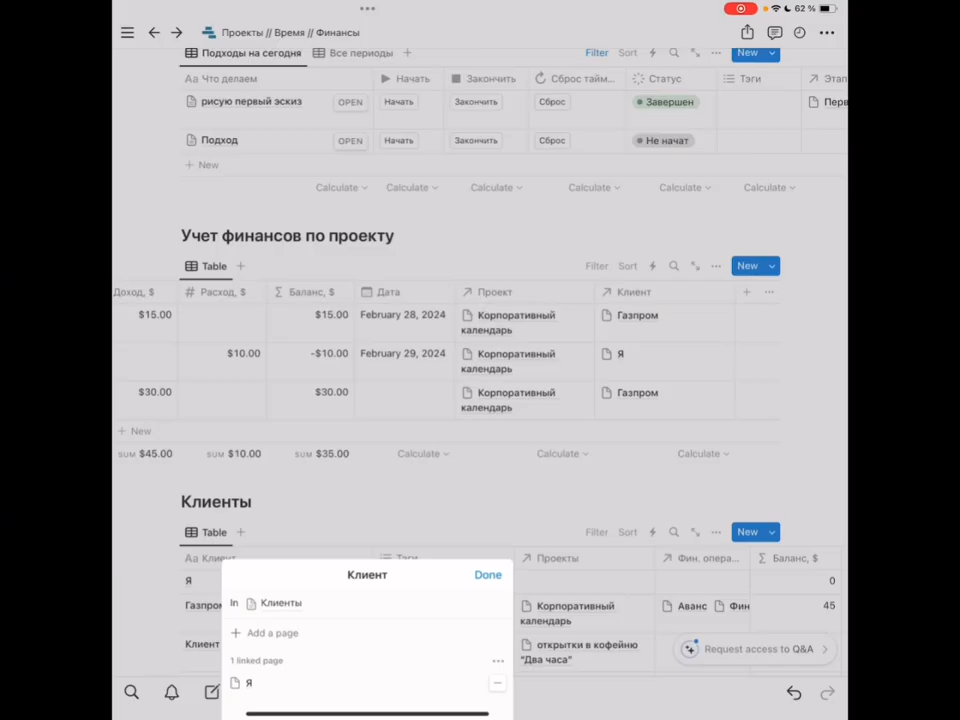 62 %
Проекты // Время // Финансы
Подходы на сегодня Все периоды Filter Sort New
Aa Что делаем Начать Закончить Сброс тайм... Статус Тэги Этап
рисую первый эскиз OPEN Начать Закончить Сброс Завершен Перв
Подход OPEN Начать Закончить Сброс Не начат
+ New
Calculate Calculate Calculate Calculate Calculate Calculate
Учет финансов по проекту
Table + Filter Sort New
Доход, $ # Расход, $ Σ Баланс, $ Дата Проект Клиент
$15.00 $15.00 February 28, 2024 Корпоративный календарь Газпром
$10.00 -$10.00 February 29, 2024 Корпоративный календарь Я
$30.00 $30.00 Корпоративный календарь Газпром
+ New
SUM $45.00 SUM $10.00 SUM $35.00 Calculate Calculate Calculate
Клиенты
Table + Filter Sort New
Aa Клиент Тэги Проекты Фин. опера... Σ Баланс, $
Я 0
Газпром Корпоративный календарь Аванс Фин 45
Клиент открытки в кофейню "Два часа"
Request access to Q&A
Клиент Done
In Клиенты
+ Add a page
1 linked page
Я